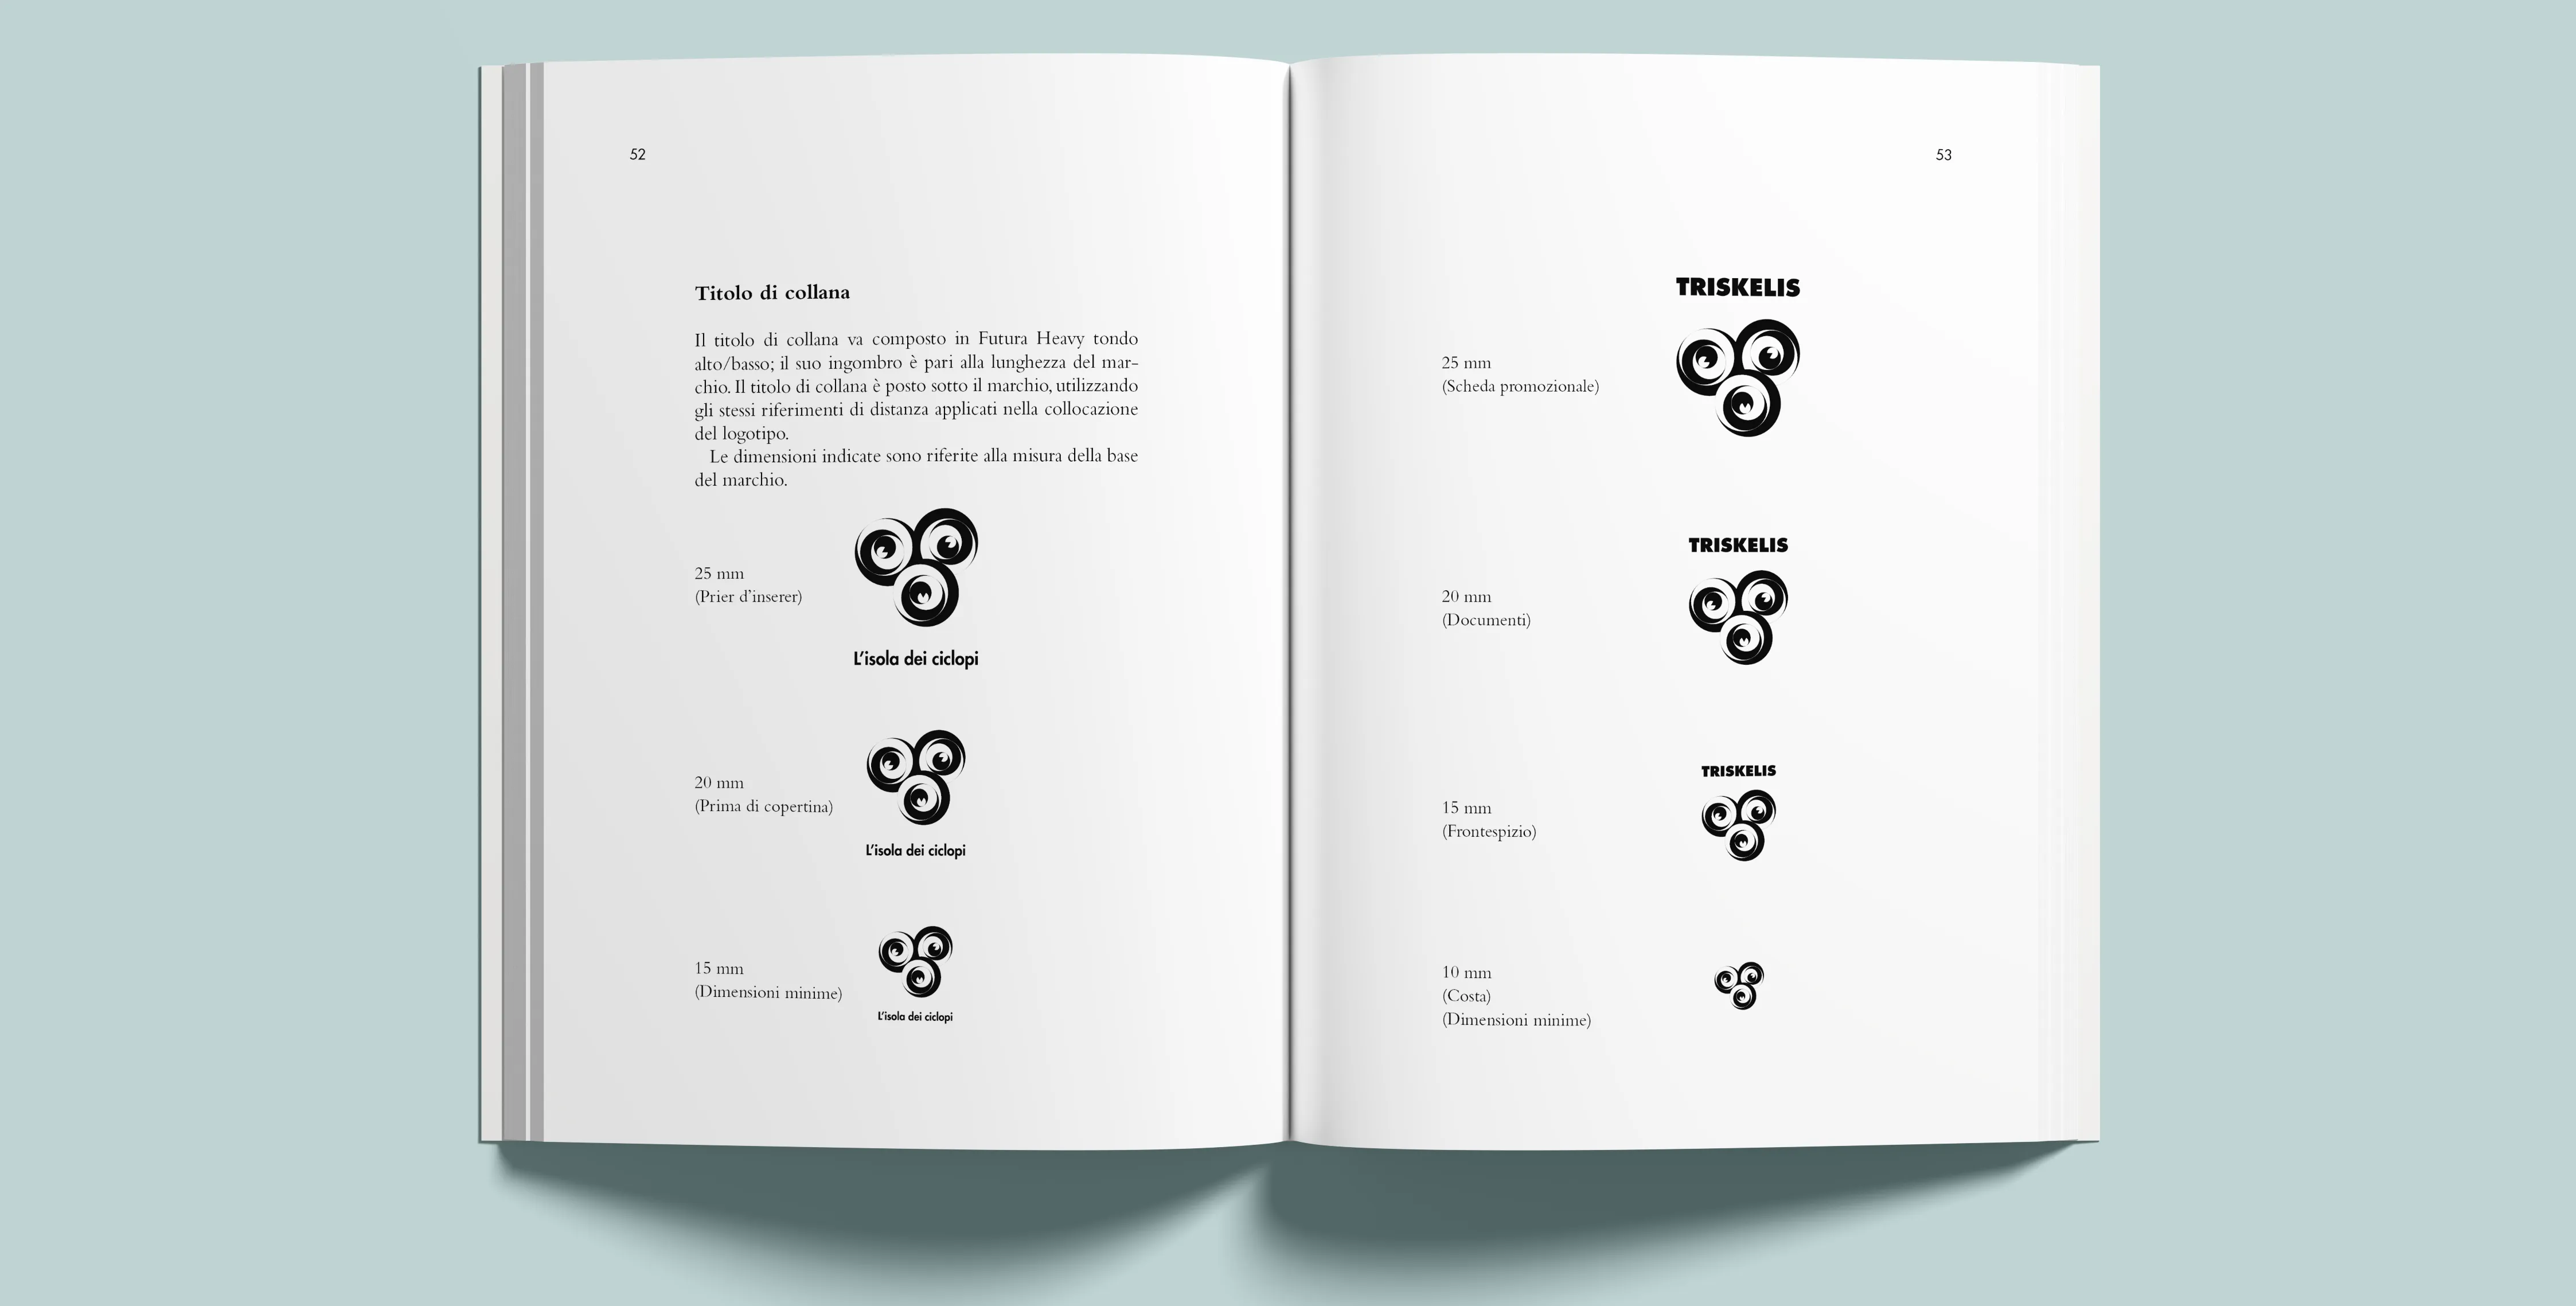 52
Titolo di collana
Il titolo di collana va composto in Futura Heavy tondo
alto/basso; il suo ingombro è pari alla lunghezza del mar-
chio. Il titolo di collana è posto sotto il marchio, utilizzando
gli stessi riferimenti di distanza applicati nella collocazione
del logotipo.
Le dimensioni indicate sono riferite alla misura della base
del marchio.
25 mm
(Prier d'inserer)
L'isola dei ciclopi
20 mm
(Prima di copertina)
L'isola dei ciclopi
15 mm
(Dimensioni minime)
L'isola dei ciclopi
53
TRISKELIS
25 mm
(Scheda promozionale)
TRISKELIS
20 mm
(Documenti)
TRISKELIS
15 mm
(Frontespizio)
10 mm
(Costa)
(Dimensioni minime)